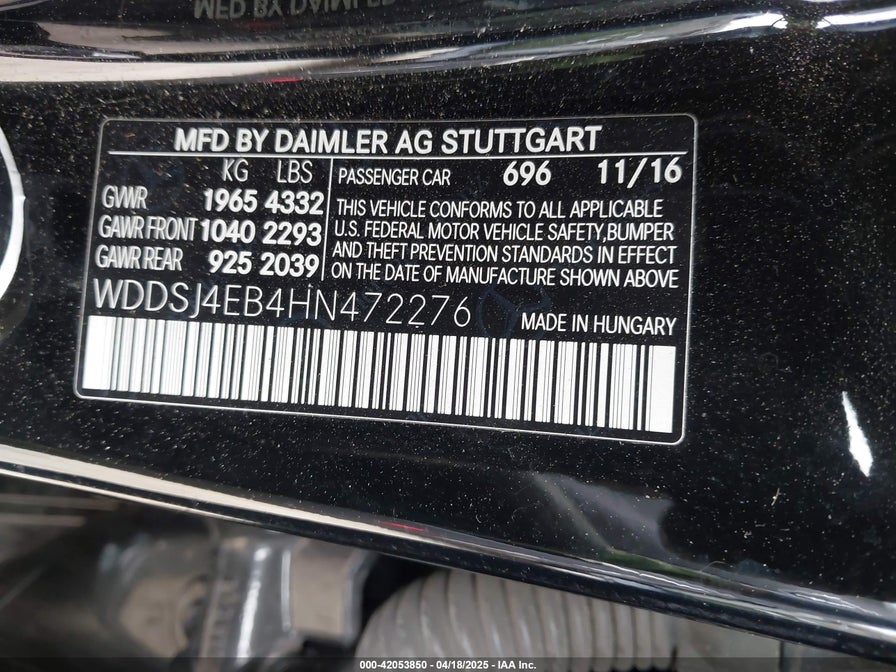 MFD BY DAIMLER AG STUTTGART
KG LBS
GVWR 1965 4332
GAWR FRONT 1040 2293
GAWR REAR 925 2039
PASSENGER CAR 696 11/16
THIS VEHICLE CONFORMS TO ALL APPLICABLE
U.S. FEDERAL MOTOR VEHICLE SAFETY,BUMPER
AND THEFT PREVENTION STANDARDS IN EFFECT
ON THE DATE OF MANUFACTURE SHOWN ABOVE
WDDSJ4EB4HN472276
MADE IN HUNGARY
000-42053850 - 04/18/2025 - IAA Inc.